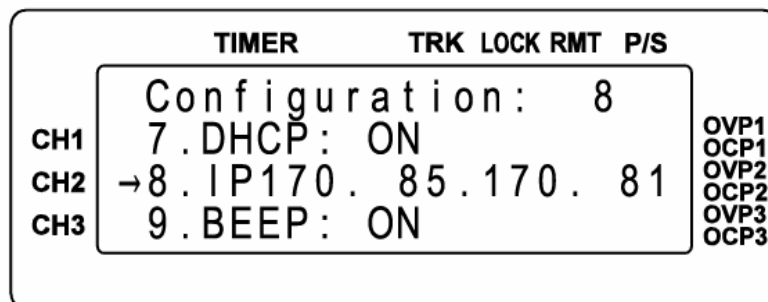 TIMER TRK LOCK RMT P/S
Configuration: 8
CH1 7.DHCP: ON OVP1
OCP1
CH2 →8.IP170. 85.170. 81 OVP2
OCP2
CH3 9.BEEP: ON OVP3
OCP3